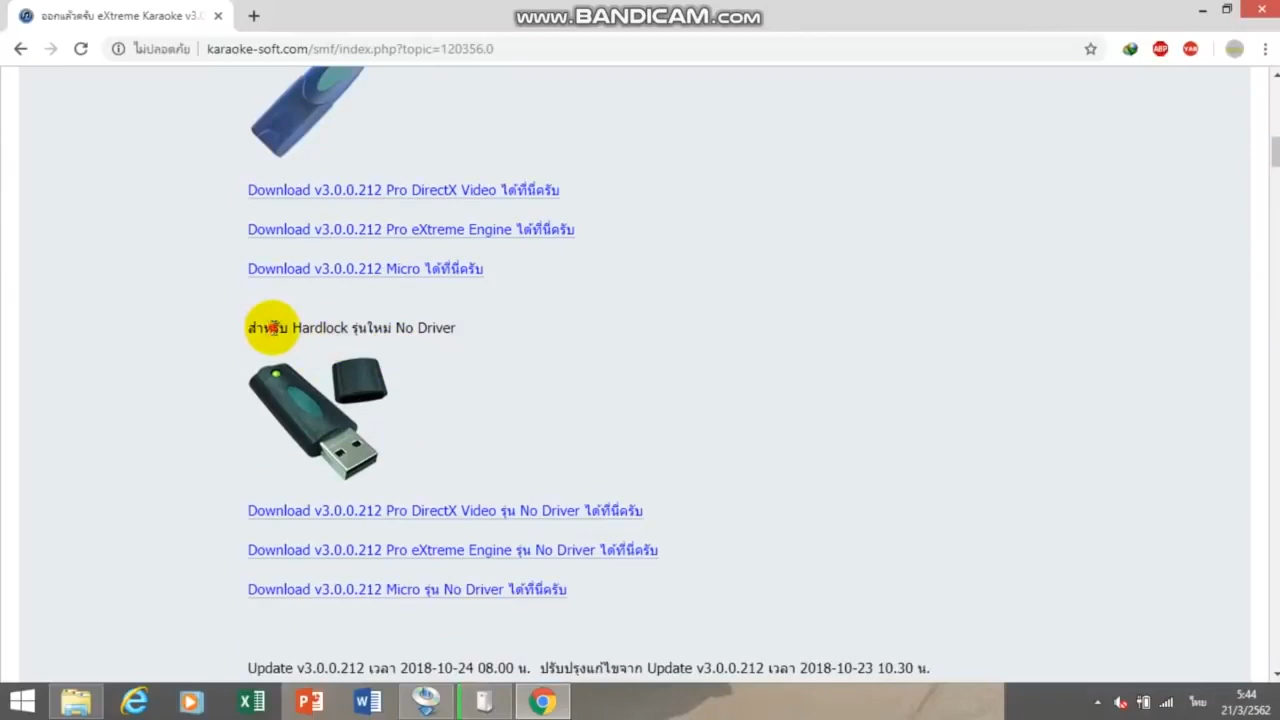 ออกแล้วครับ eXtreme Karaoke v3.0
www.BANDICAM.com
ไม่ปลอดภัย
karaoke-soft.com/smf/index.php?topic=120356.0
ABP
Download v3.0.0.212 Pro DirectX Video ได้ที่นี่ครับ
Download v3.0.0.212 Pro eXtreme Engine ได้ที่นี่ครับ
Download v3.0.0.212 Micro ได้ที่นี่ครับ
สำหรับ Hardlock รุ่นใหม่ No Driver
Download v3.0.0.212 Pro DirectX Video รุ่น No Driver ได้ที่นี่ครับ
Download v3.0.0.212 Pro eXtreme Engine รุ่น No Driver ได้ที่นี่ครับ
Download v3.0.0.212 Micro รุ่น No Driver ได้ที่นี่ครับ
Update v3.0.0.212 เวลา 2018-10-24 08.00 น. ปรับปรุงแก้ไขจาก Update v3.0.0.212 เวลา 2018-10-23 10.30 น.
ไทย
5:44
21/3/2562